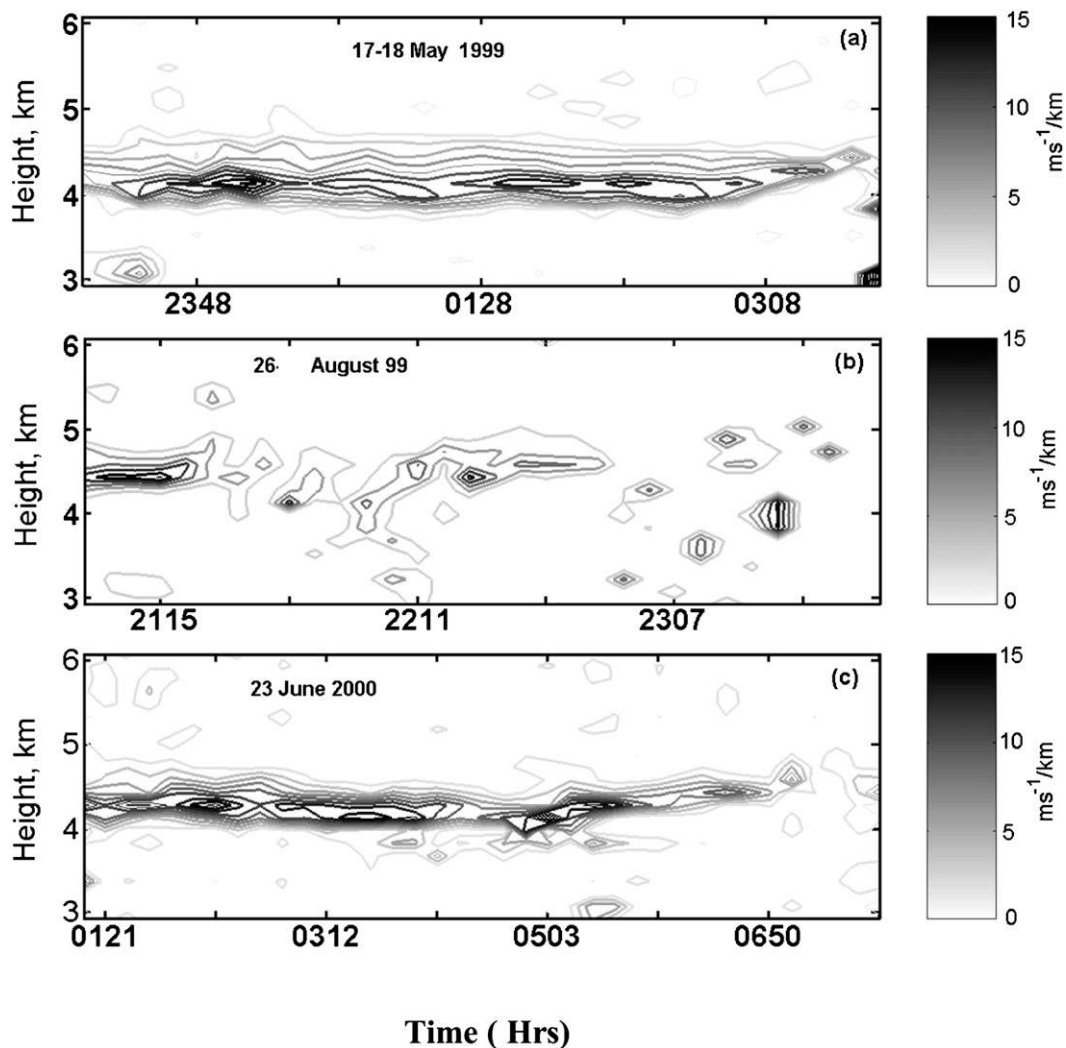 6
5
4
3
Height, km
17-18 May 1999
(a)
2348
0128
0308
15
10
5
0
ms-1/km
6
5
4
3
Height, km
26. August 99
(b)
2115
2211
2307
15
10
5
0
ms-1/km
6
5
4
3
Height, km
23 June 2000
(c)
0121
0312
0503
0650
15
10
5
0
ms-1/km
Time ( Hrs)